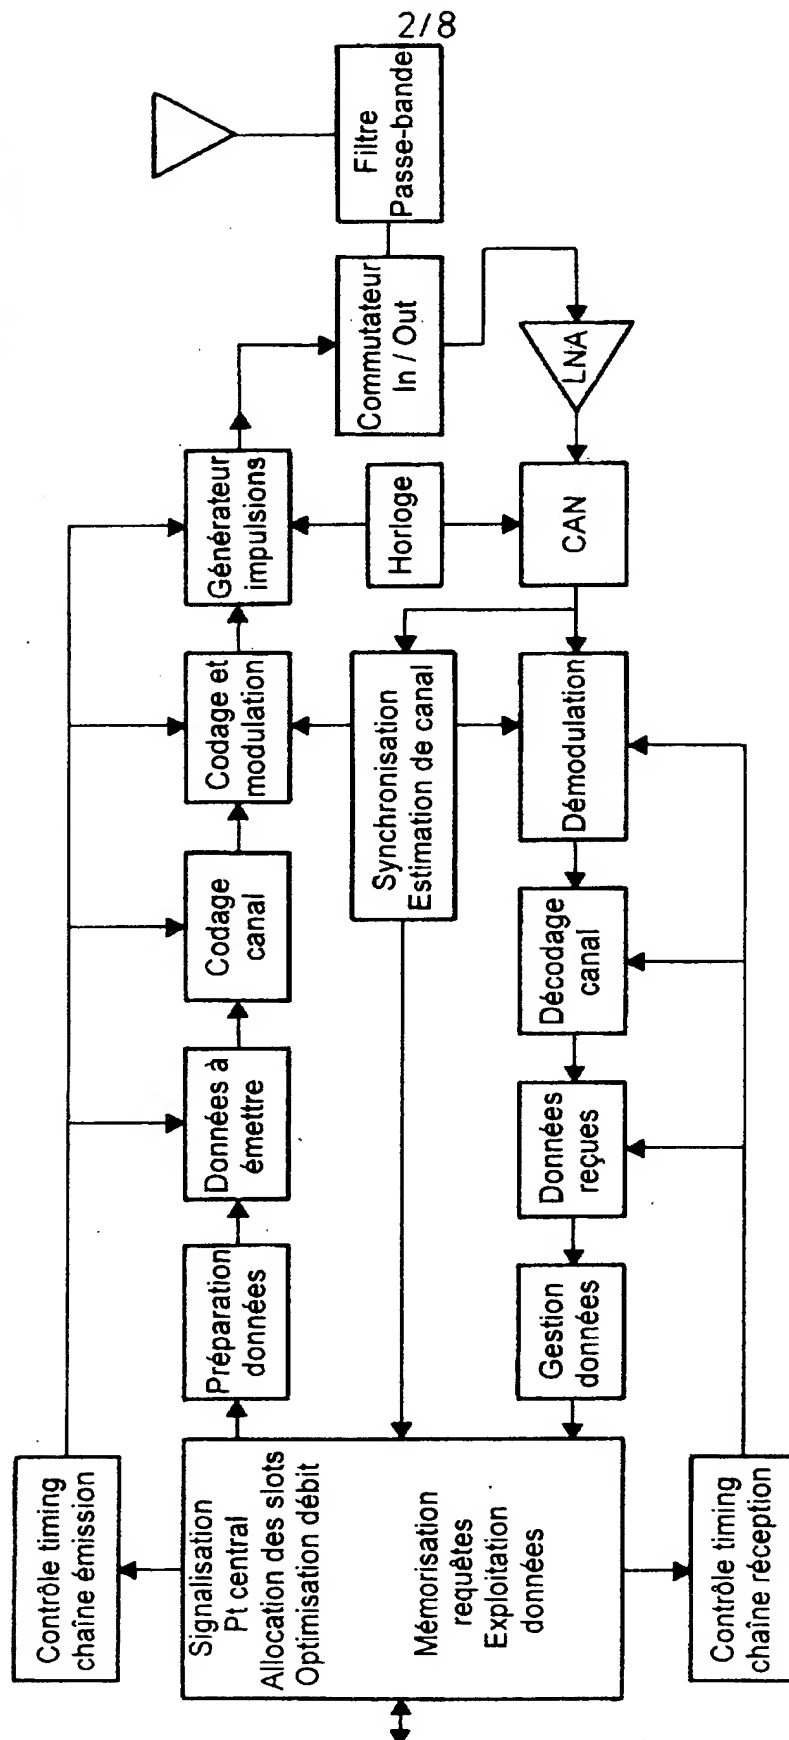 2/8
Contrôle timing
chaîne émission
Signalisation
Pt central
Allocation des slots
Optimisation débit
Mémorisation
requêtes
Exploitation
données
Contrôle timing
chaîne réception
Préparation
données
Données à
émettre
Codage
canal
Codage et
modulation
Générateur
impulsions
Commutateur
In / Out
Filtre
Passe-bande
Horloge
Synchronisation
Estimation de canal
LNA
CAN
Démodulation
Décodage
canal
Données
reçues
Gestion
données